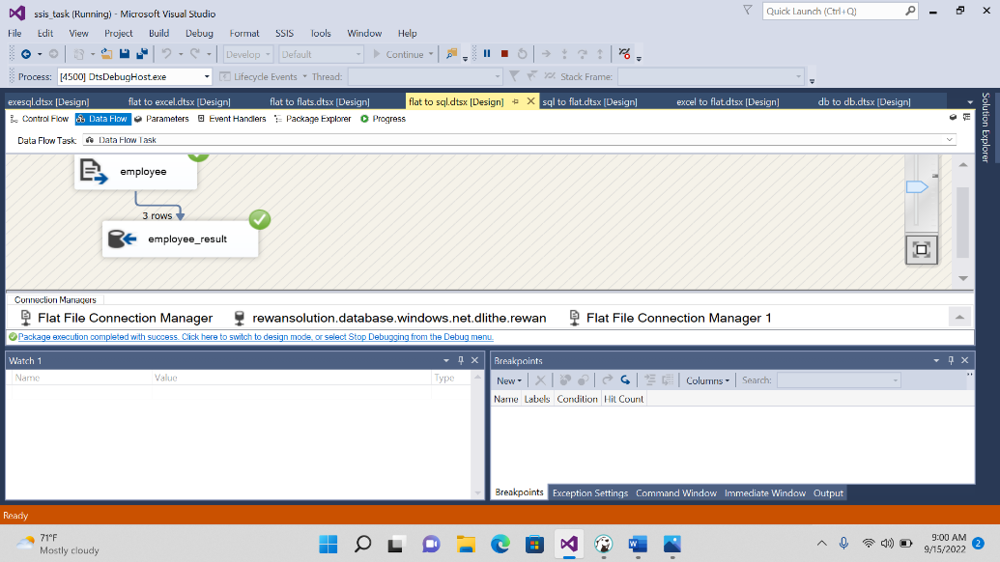 ssis_task (Running) - Microsoft Visual Studio
Quick Launch (Ctrl+Q)
File Edit View Project Build Debug Format SSIS Tools Window Help
Develop Default Continue
Process: [4500] DtsDebugHost.exe Lifecycle Events Thread: Stack Frame:
exesql.dtsx [Design] flat to excel.dtsx [Design] flat to flats.dtsx [Design] flat to sql.dtsx [Design] sql to flat.dtsx [Design] excel to flat.dtsx [Design] db to db.dtsx [Design]
Solution Explorer
Control Flow Data Flow Parameters Event Handlers Package Explorer Progress
Data Flow Task: Data Flow Task
employee
3 rows
employee_result
Connection Managers
Flat File Connection Manager rewansolution.database.windows.net.dlithe.rewan Flat File Connection Manager 1
Package execution completed with success. Click here to switch to design mode, or select Stop Debugging from the Debug menu.
Watch 1
Name Value Type
Breakpoints
New Columns Search:
Name Labels Condition Hit Count
Breakpoints Exception Settings Command Window Immediate Window Output
Ready
71°F
Mostly cloudy
9:00 AM
9/15/2022
2